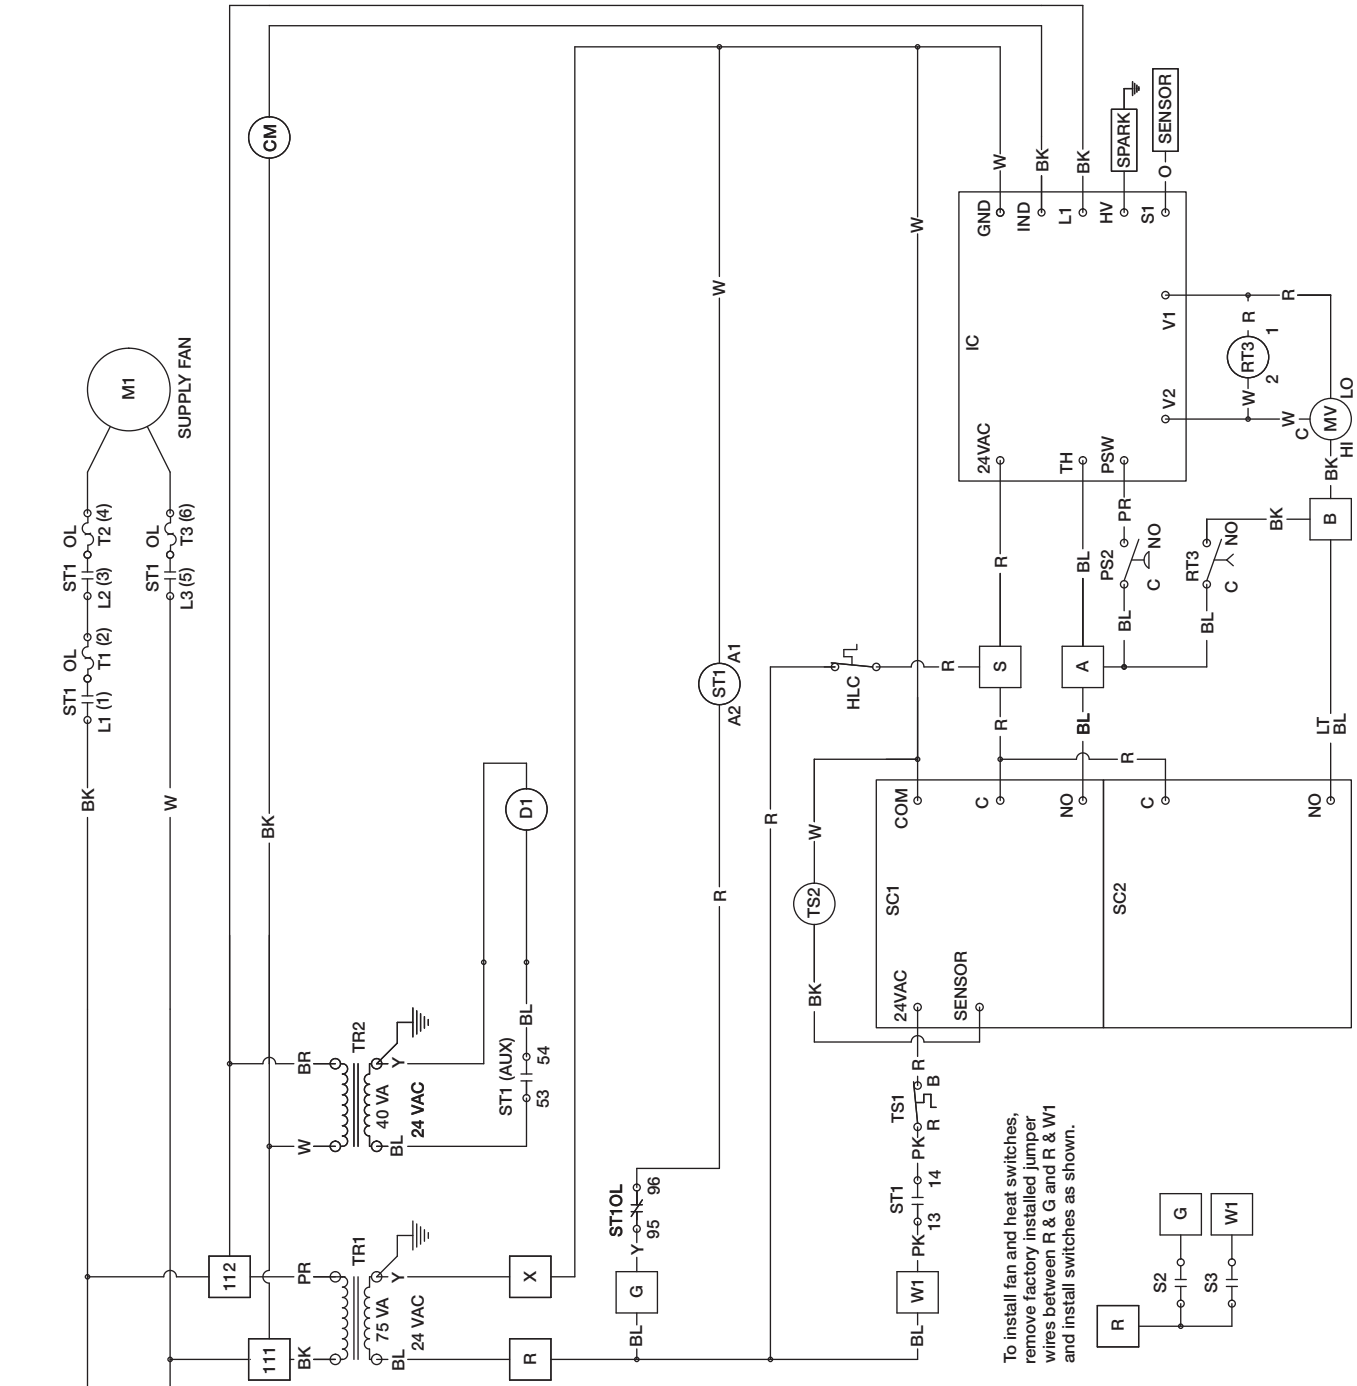 M1
SUPPLY FAN
ST1 OL
L1 (1) T1 (2)
ST1 OL
L2 (3) T2 (4)
ST1 OL
L3 (5) T3 (6)
BK
W
CM
BK
112
111
PR
BK
TR1
75 VA
24 VAC
BL
Y
BR
W
TR2
40 VA
24 VAC
BL
Y
ST1 (AUX)
53 54
BL
D1
X
R
BL
G
Y
ST1OL
95 96
R
A2
ST1
A1
W
R
HLC
R
BL
W1
PK
ST1
13 14
PK
TS1
R B
R
BK
TS2
W
W
24VAC
SENSOR
SC1
COM
C
NO
SC2
C
NO
R
BL
R
LT
BL
S
A
R
BL
BL
PS2
C NO
PR
BL
RT3
C NO
BK
B
BK
HI
MV
LO
C
W
R
W
2
RT3
1
R
IC
24VAC
TH
PSW
V2
V1
GND
IND
L1
HV
S1
W
BK
BK
SPARK
O
SENSOR
To install fan and heat switches,
remove factory installed jumper
wires between R & G and R & W1
and install switches as shown.
R
S2
G
S3
W1